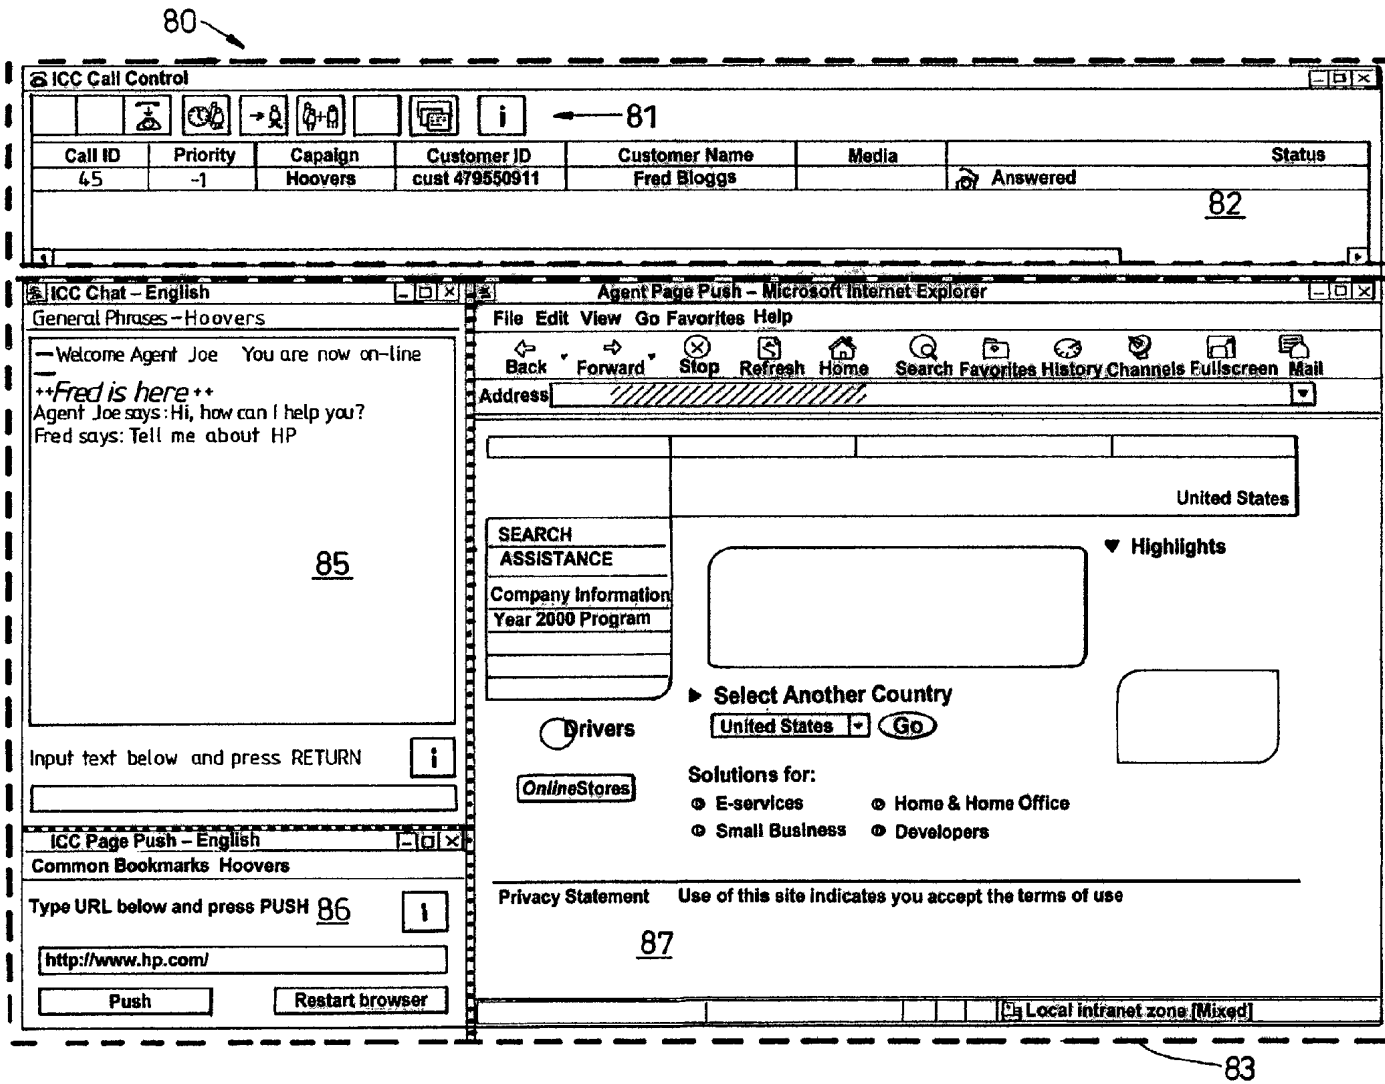 80
ICC Call Control
i
81
Call ID Priority Capaign Customer ID Customer Name Media Status
45 -1 Hoovers cust 479550911 Fred Bloggs Answered
82
ICC Chat – English
General Phrases – Hoovers
— Welcome Agent Joe You are now on-line
—
++Fred is here++
Agent Joe says: Hi, how can I help you?
Fred says: Tell me about HP
85
Input text below and press RETURN
i
ICC Page Push – English
Common Bookmarks Hoovers
Type URL below and press PUSH 86
i
http://www.hp.com/
Push Restart browser
Agent Page Push – Microsoft Internet Explorer
File Edit View Go Favorites Help
Back Forward Stop Refresh Home Search Favorites History Channels Fullscreen Mail
Address
United States
SEARCH
ASSISTANCE
Company Information
Year 2000 Program
Highlights
Select Another Country
United States Go
Drivers
OnlineStores
Solutions for:
E-services Home & Home Office
Small Business Developers
Privacy Statement Use of this site indicates you accept the terms of use
87
Local intranet zone [Mixed]
83